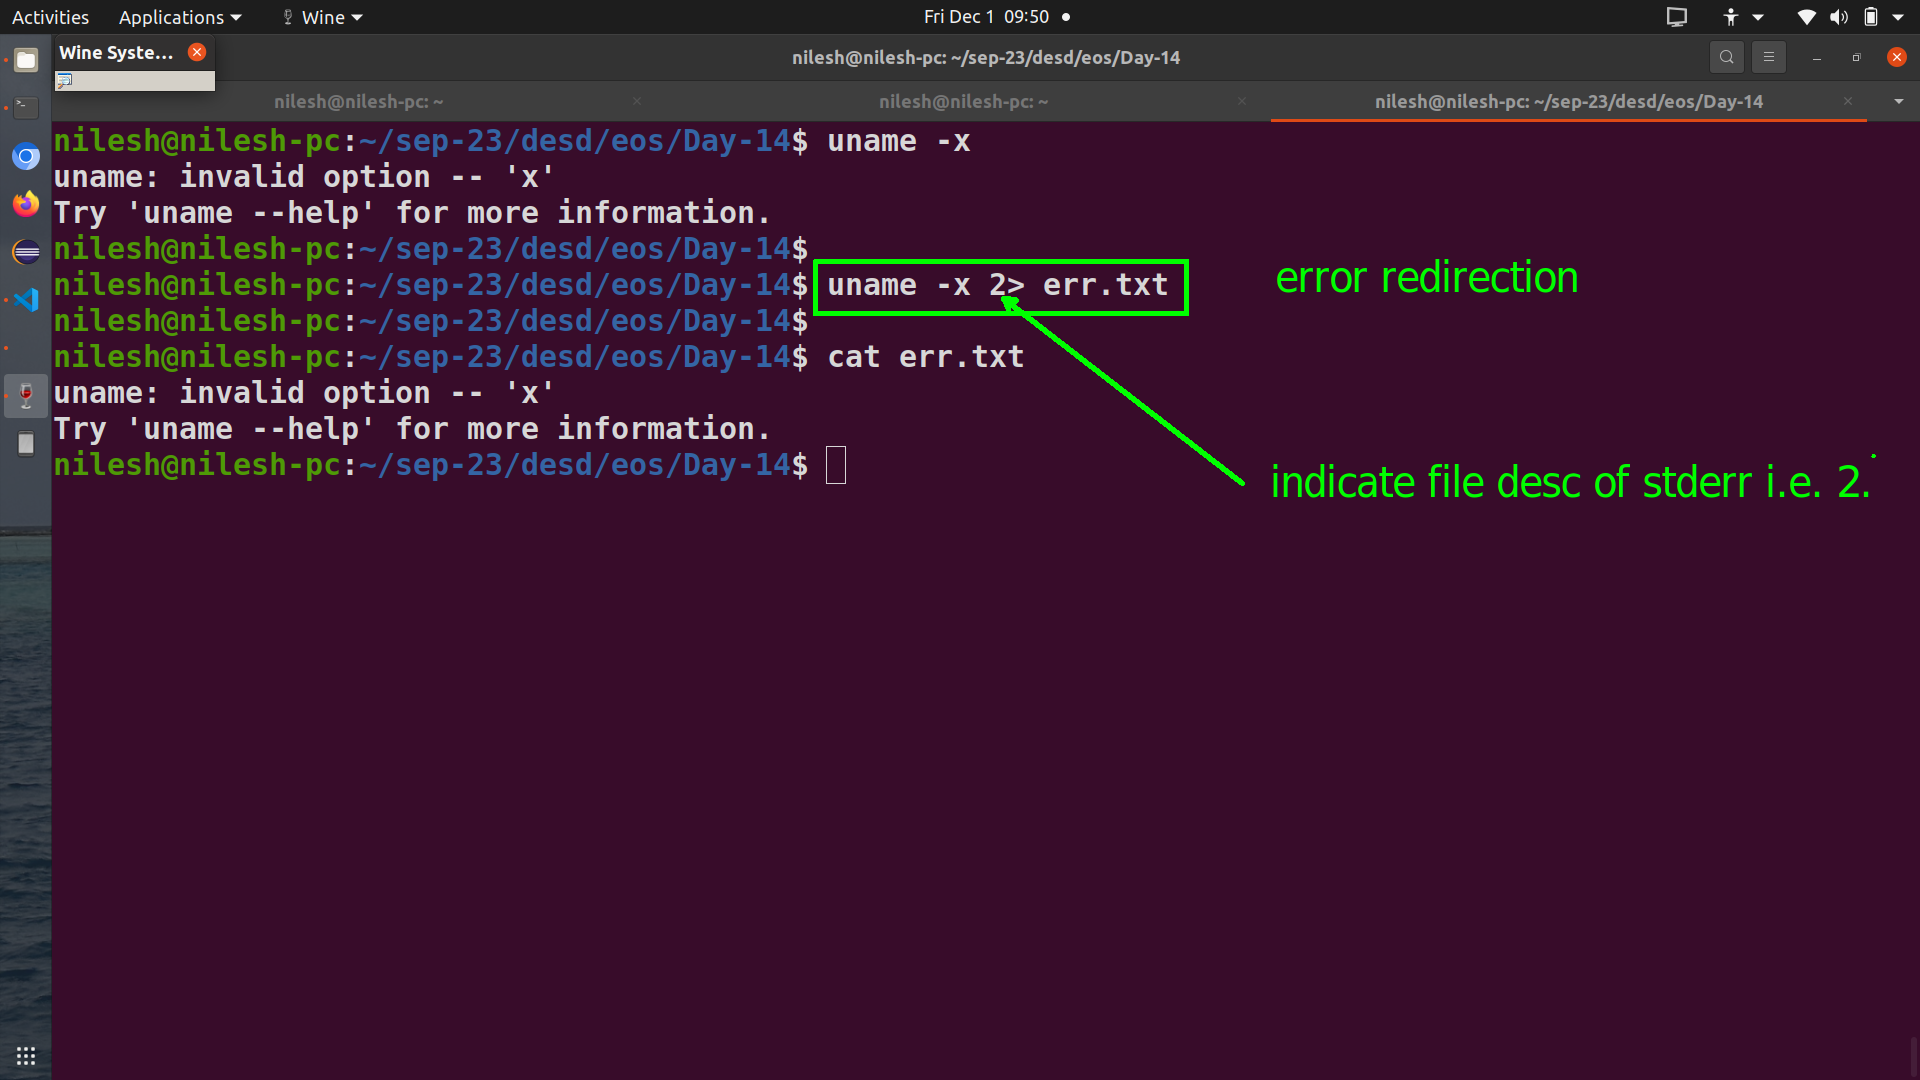 Activities Applications Wine Fri Dec 1 09:50
Wine Syste...
nilesh@nilesh-pc: ~/sep-23/desd/eos/Day-14
nilesh@nilesh-pc: ~ nilesh@nilesh-pc: ~ nilesh@nilesh-pc: ~/sep-23/desd/eos/Day-14
nilesh@nilesh-pc:~/sep-23/desd/eos/Day-14$ uname -x
uname: invalid option -- 'x'
Try 'uname --help' for more information.
nilesh@nilesh-pc:~/sep-23/desd/eos/Day-14$
nilesh@nilesh-pc:~/sep-23/desd/eos/Day-14$ uname -x 2> err.txt error redirection
nilesh@nilesh-pc:~/sep-23/desd/eos/Day-14$
nilesh@nilesh-pc:~/sep-23/desd/eos/Day-14$ cat err.txt
uname: invalid option -- 'x'
Try 'uname --help' for more information.
nilesh@nilesh-pc:~/sep-23/desd/eos/Day-14$
indicate file desc of stderr i.e. 2.